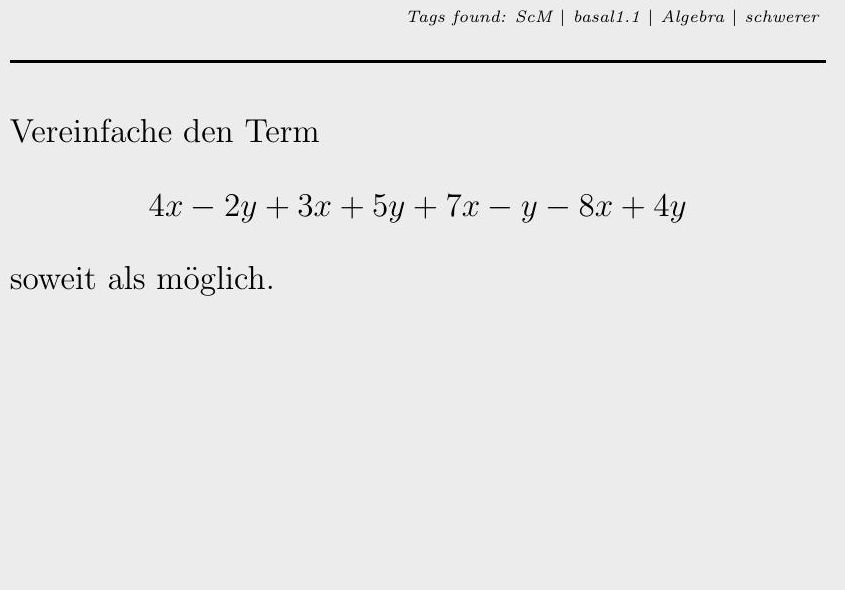 Tags found: ScM | basal1.1 | Algebra | schwerer
Vereinfache den Term
4x − 2y + 3x + 5y + 7x − y − 8x + 4y
soweit als möglich.